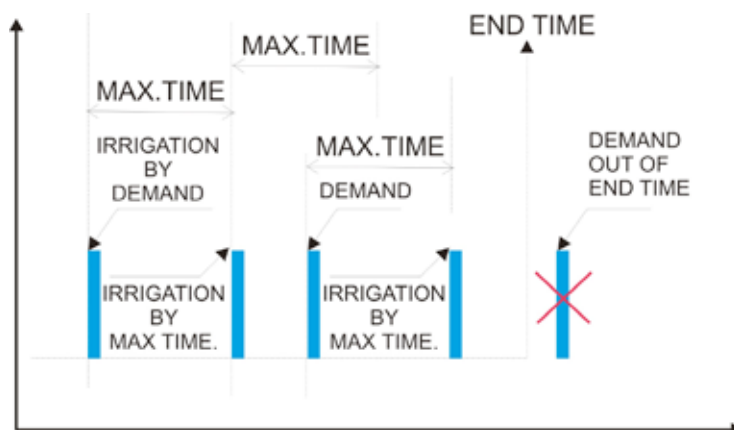 END TIME
MAX.TIME
MAX.TIME
IRRIGATION
BY
DEMAND
MAX.TIME
DEMAND
DEMAND
OUT OF
END TIME
IRRIGATION
BY
MAX TIME.
IRRIGATION
BY
MAX TIME.